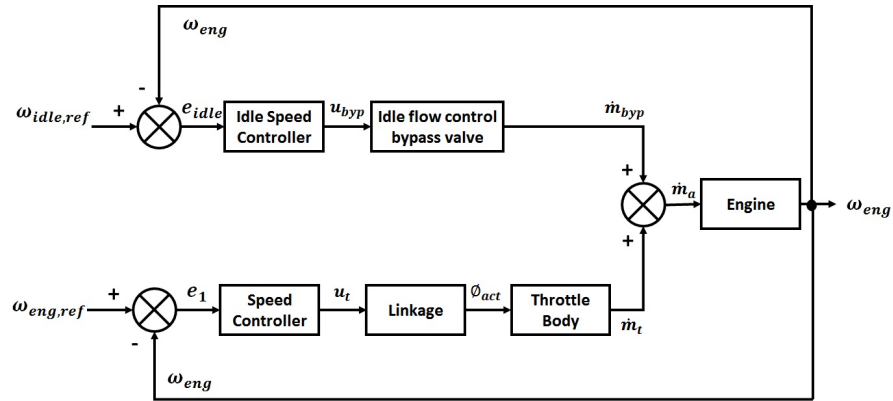 ω_eng
-
ω_idle,ref
+
e_idle
Idle Speed
Controller
u_byp
Idle flow control
bypass valve
ṁ_byp
+
ṁ_a
Engine
ω_eng
+
ω_eng,ref
+
e_1
Speed
Controller
u_t
Linkage
∅_act
Throttle
Body
ṁ_t
-
ω_eng